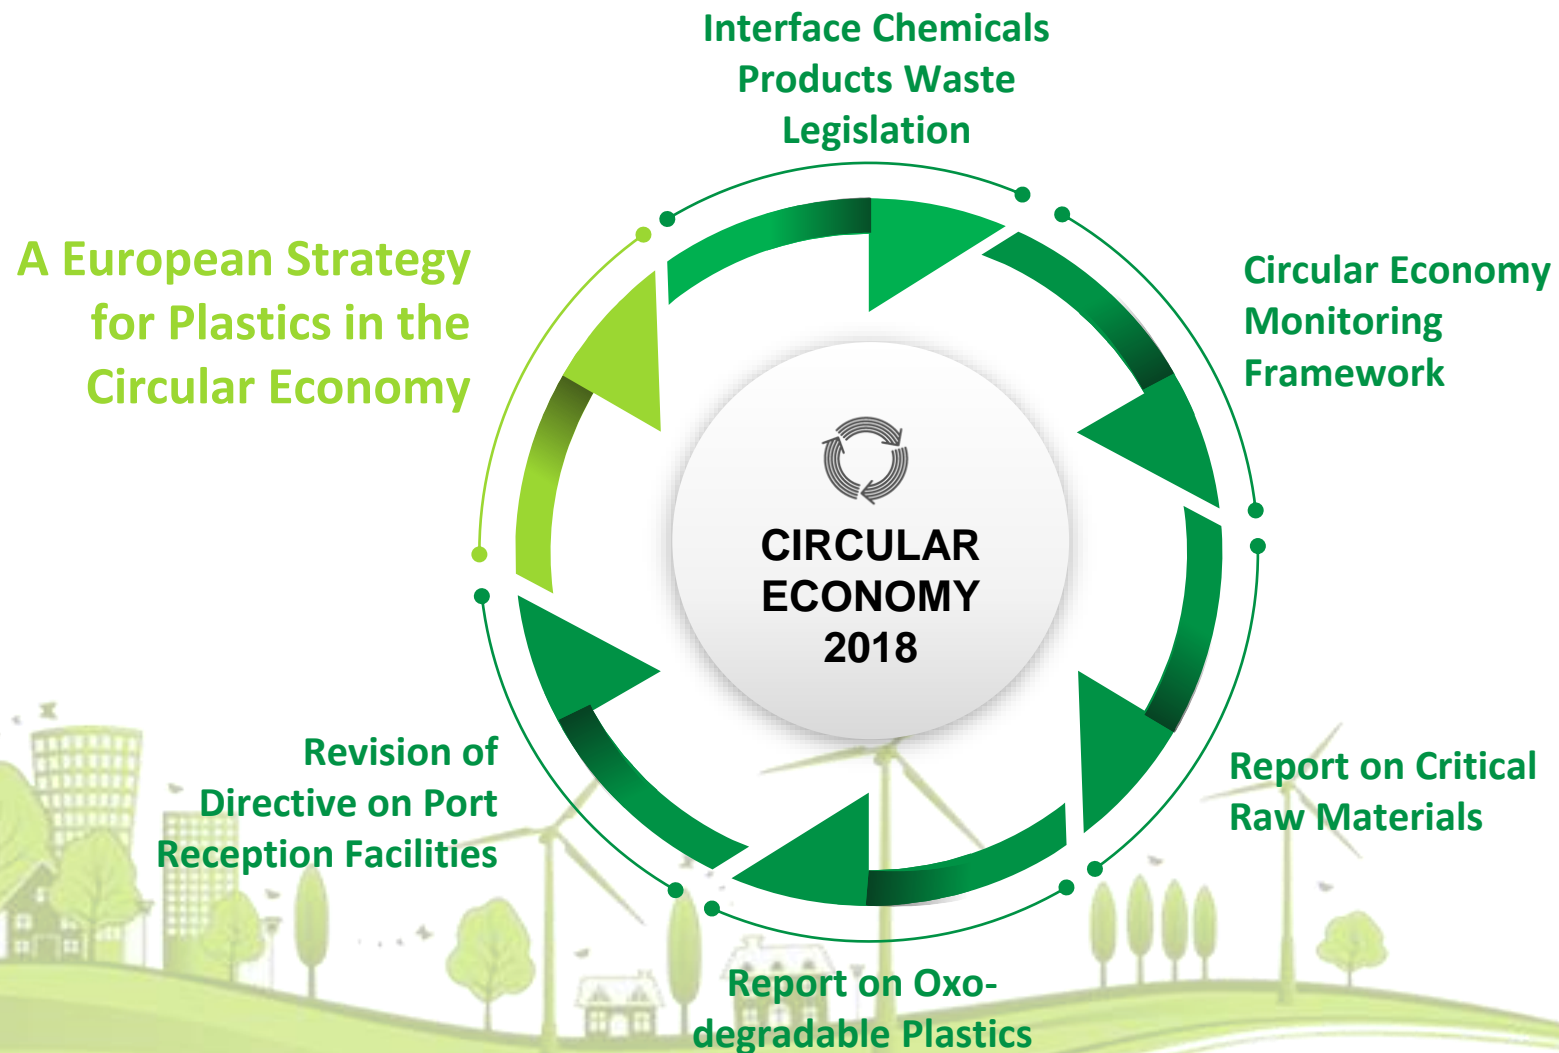 Interface Chemicals
Products Waste
Legislation
A European Strategy
for Plastics in the
Circular Economy
Circular Economy
Monitoring
Framework
CIRCULAR
ECONOMY
2018
Revision of
Directive on Port
Reception Facilities
Report on Critical
Raw Materials
Report on Oxo-
degradable Plastics